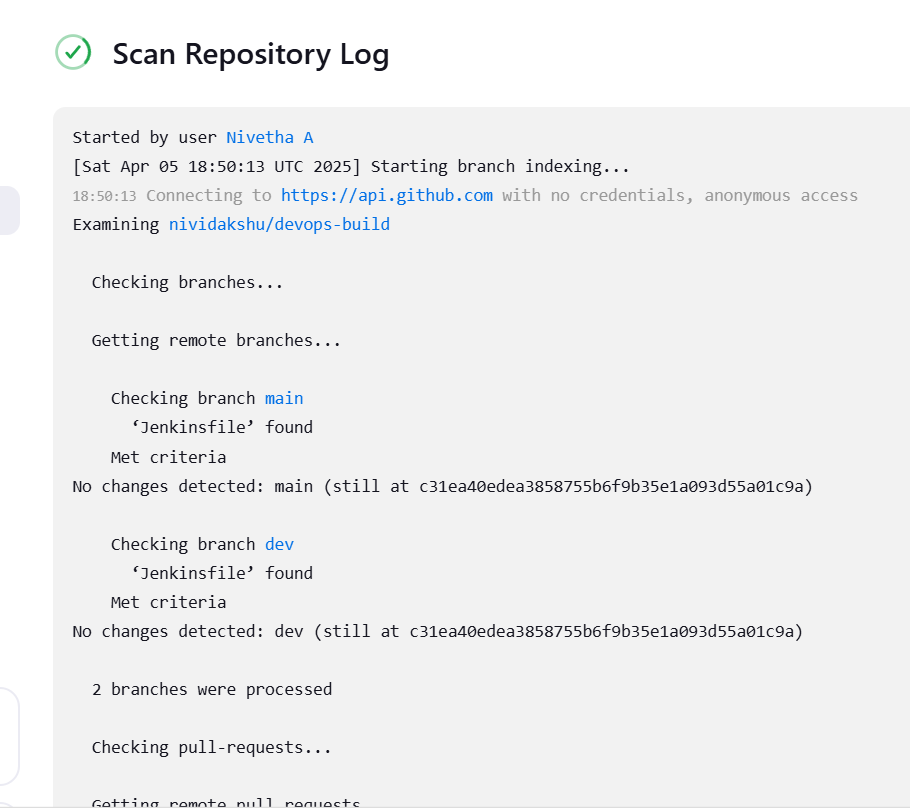 Scan Repository Log
Started by user Nivetha A
[Sat Apr 05 18:50:13 UTC 2025] Starting branch indexing...
18:50:13 Connecting to https://api.github.com with no credentials, anonymous access
Examining nividakshu/devops-build
Checking branches...
Getting remote branches...
Checking branch main
‘Jenkinsfile’ found
Met criteria
No changes detected: main (still at c31ea40edea3858755b6f9b35e1a093d55a01c9a)
Checking branch dev
‘Jenkinsfile’ found
Met criteria
No changes detected: dev (still at c31ea40edea3858755b6f9b35e1a093d55a01c9a)
2 branches were processed
Checking pull-requests...
Getting remote pull requests